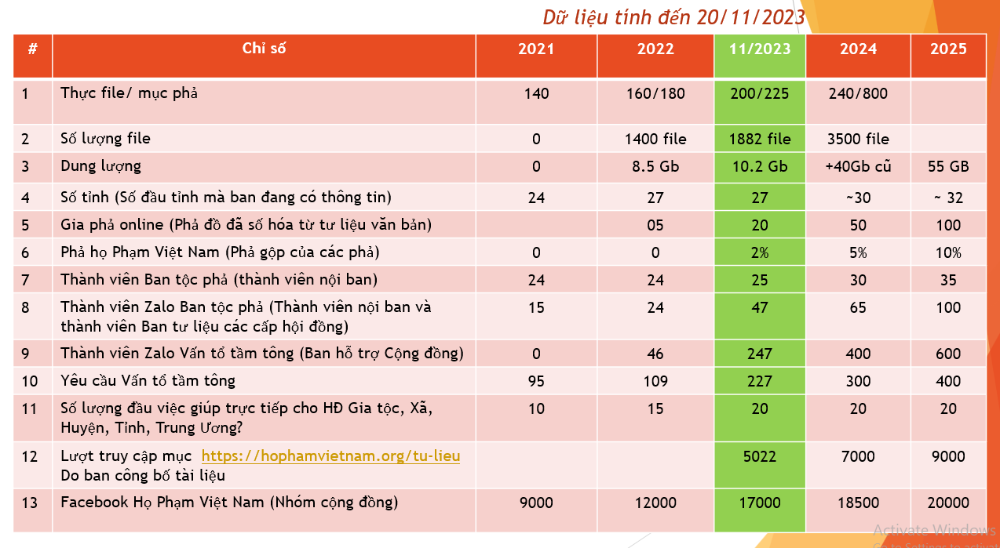 Dữ liệu tính đến 20/11/2023
# Chỉ số 2021 2022 11/2023 2024 2025
1 Thực file/ mục phả 140 160/180 200/225 240/800
2 Số lượng file 0 1400 file 1882 file 3500 file
3 Dung lượng 0 8.5 Gb 10.2 Gb +40Gb cũ 55 GB
4 Số tỉnh (Số đầu tỉnh mà ban đang có thông tin) 24 27 27 ~30 ~ 32
5 Gia phả online (Phả đồ đã số hóa từ tư liệu văn bản) 05 20 50 100
6 Phả họ Phạm Việt Nam (Phả gộp của các phả) 0 0 2% 5% 10%
7 Thành viên Ban tộc phả (thành viên nội ban) 24 24 25 30 35
8 Thành viên Zalo Ban tộc phả (Thành viên nội ban và 15 24 47 65 100
thành viên Ban tư liệu các cấp hội đồng)
9 Thành viên Zalo Vấn tổ tầm tông (Ban hỗ trợ Cộng đồng) 0 46 247 400 600
10 Yêu cầu Vấn tổ tầm tông 95 109 227 300 400
11 Số lượng đầu việc giúp trực tiếp cho HĐ Gia tộc, Xã, 10 15 20 20 20
Huyện, Tỉnh, Trung Ương?
12 Lượt truy cập mục https://hophamvietnam.org/tu-lieu 5022 7000 9000
Do ban công bố tài liệu
13 Facebook Họ Phạm Việt Nam (Nhóm cộng đồng) 9000 12000 17000 18500 20000
Activate Windows